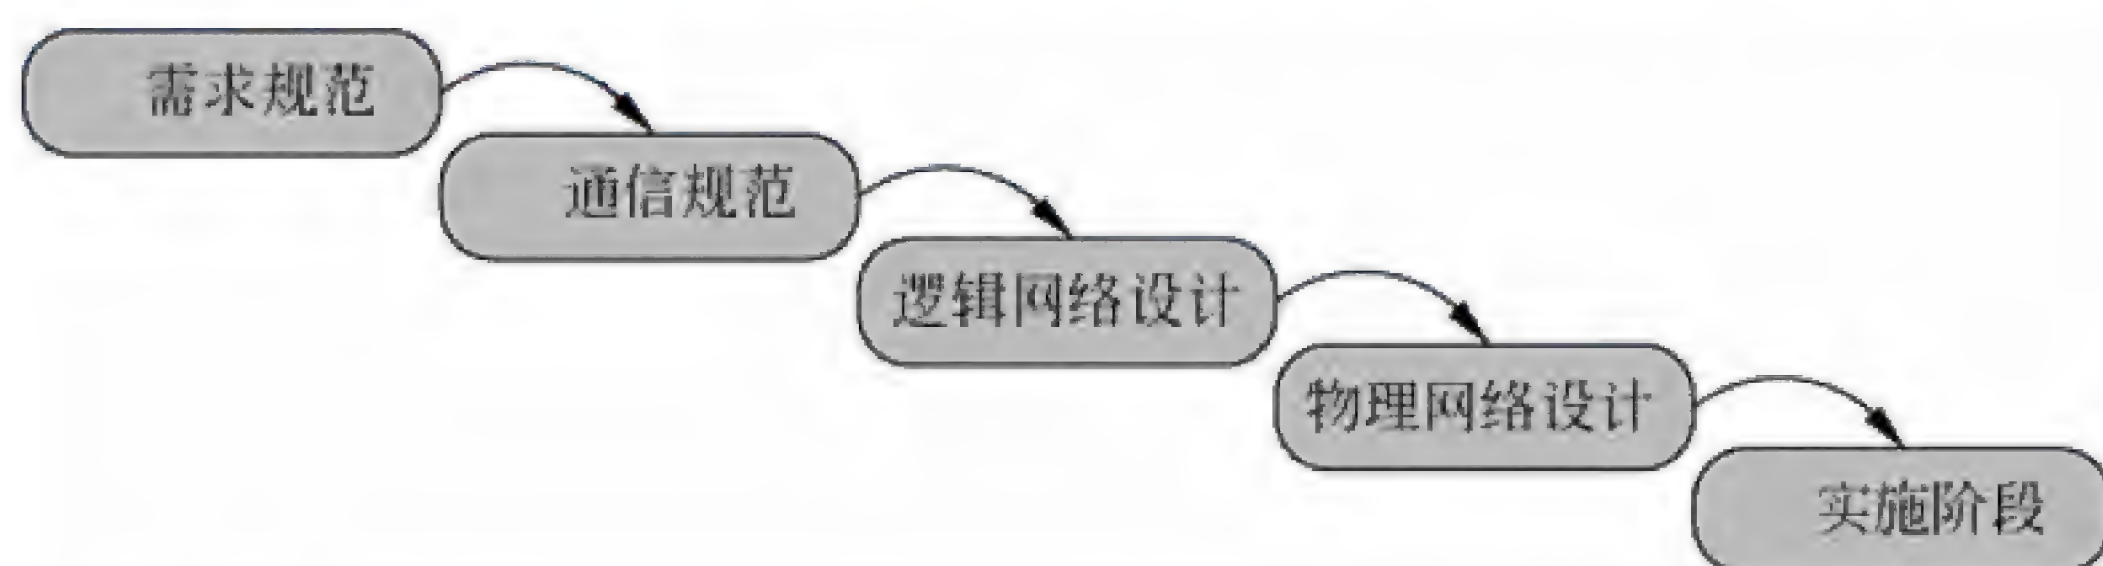 需求规范
通信规范
逻辑网络设计
物理网络设计
实施阶段